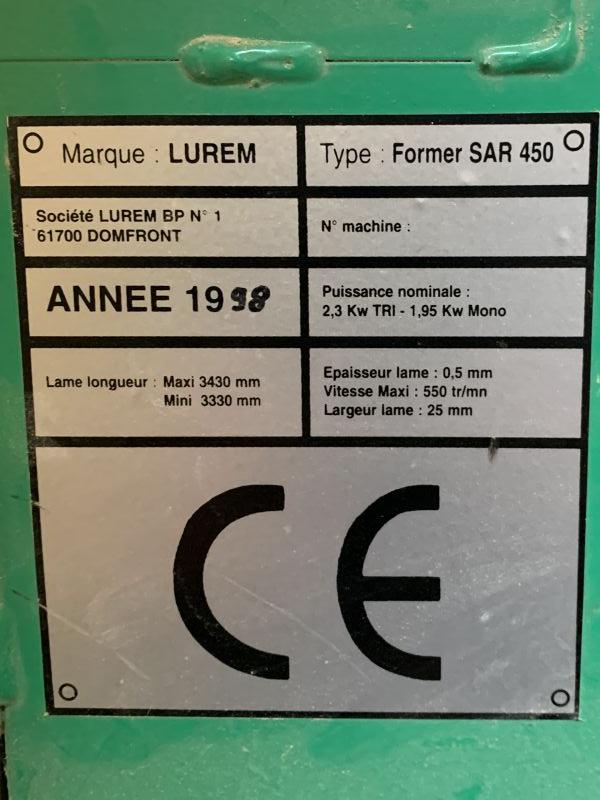 Marque : LUREM
Type : Former SAR 450
Société LUREM BP N° 1
61700 DOMFRONT
N° machine :
ANNEE 1998
Puissance nominale :
2,3 Kw TRI - 1,95 Kw Mono
Lame longueur : Maxi 3430 mm
Mini 3330 mm
Epaisseur lame : 0,5 mm
Vitesse Maxi : 550 tr/mn
Largeur lame : 25 mm
CE